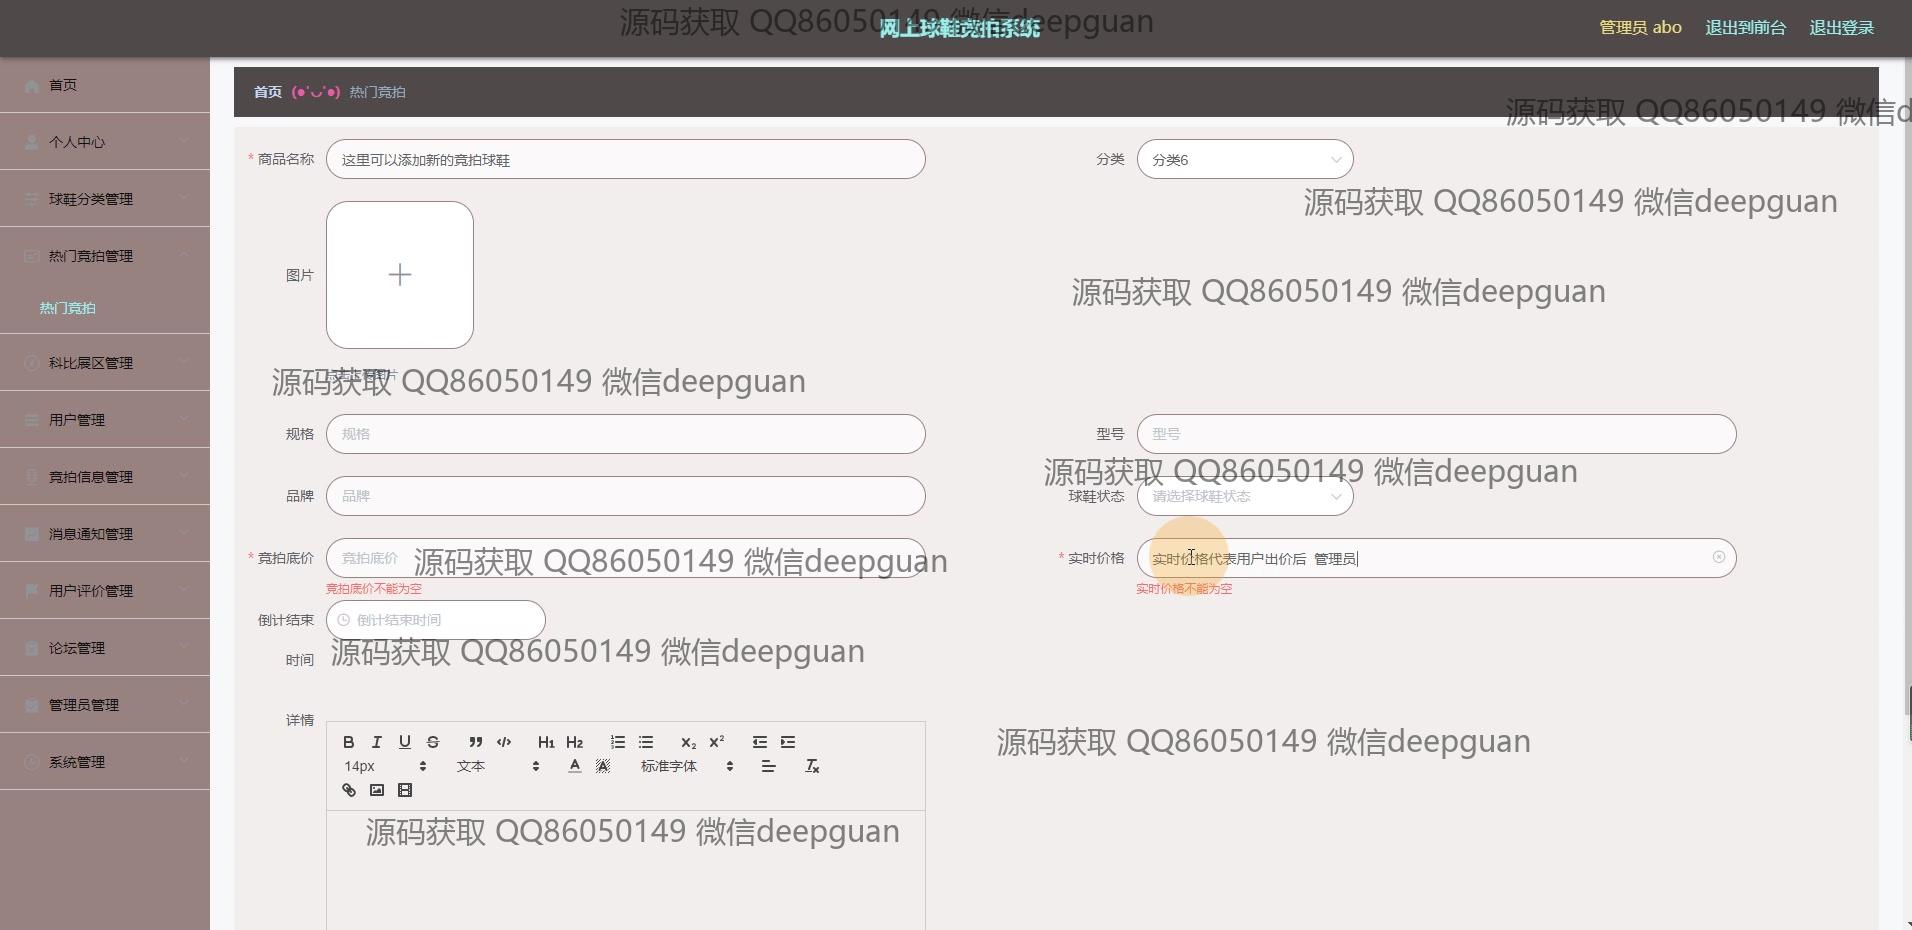 源码获取 QQ86050149 微信deepguan
网上球鞋竞拍系统
管理员 abo
退出到前台
退出登录
首页
个人中心
球鞋分类管理
热门竞拍管理
热门竞拍
科比展区管理
用户管理
竞拍信息管理
消息通知管理
用户评价管理
论坛管理
管理员管理
系统管理
首页 (●'◡'●) 热门竞拍
源码获取 QQ86050149 微信d
* 商品名称 这里可以添加新的竞拍球鞋
分类 分类6
源码获取 QQ86050149 微信deepguan
图片
源码获取 QQ86050149 微信deepguan
点击上传图片
源码获取 QQ86050149 微信deepguan
规格 规格
型号 型号
源码获取 QQ86050149 微信deepguan
品牌 品牌
球鞋状态 请选择球鞋状态
* 竞拍底价 竞拍底价
源码获取 QQ86050149 微信deepguan
竞拍底价不能为空
* 实时价格 实时价格代表用户出价后 管理员
实时价格不能为空
倒计结束时间 倒计结束时间
源码获取 QQ86050149 微信deepguan
详情
源码获取 QQ86050149 微信deepguan
B I U S H1 H2 x2 x2
14px 文本 A A 标准字体 Tx
源码获取 QQ86050149 微信deepguan